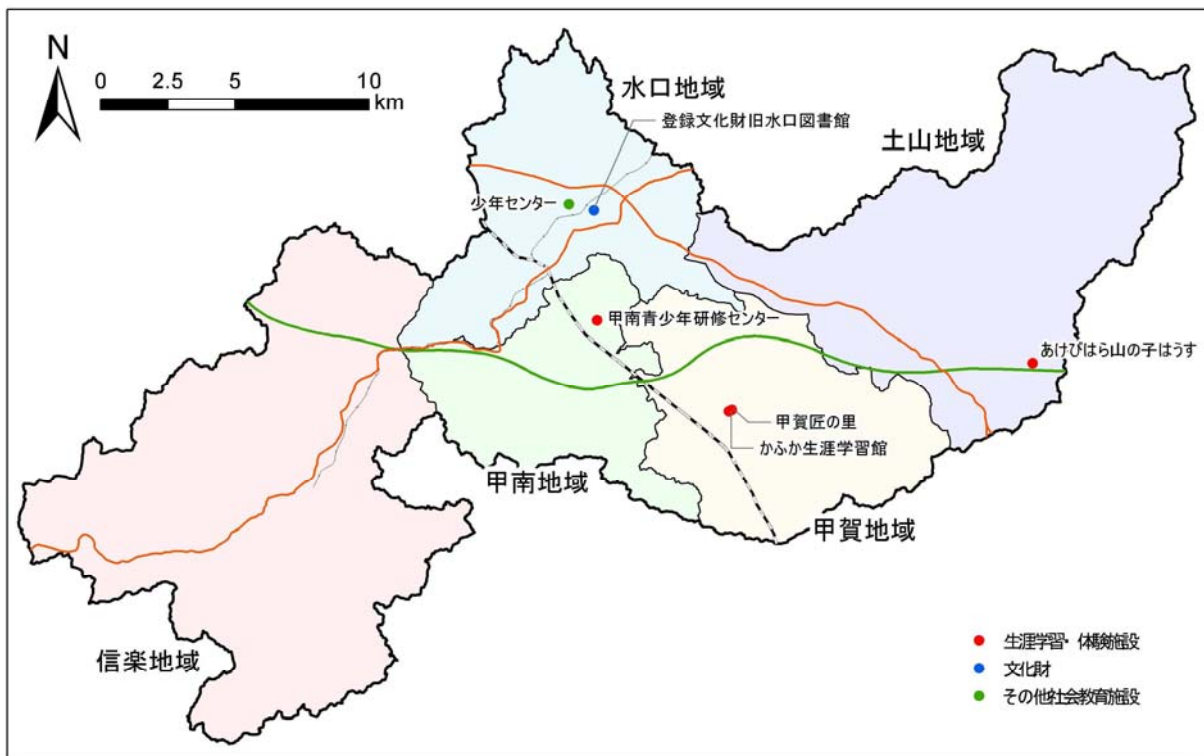 N
0 2.5 5 10
km
水口地域
登録文化財旧水口図書館
土山地域
少年センター
甲南青少年研修センター
あけびはら山の子はうす
甲賀匠の里
かふか生涯学習館
甲南地域
甲賀地域
信楽地域
生涯学習・体験施設
文化財
その他社会教育施設